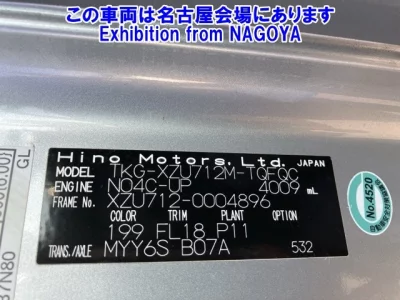 この車両は名古屋会場にあります
Exhibition from NAGOYA
Hino Motors, Ltd. JAPAN
MODEL TKG-XZU712M-TQFQC
ENGINE N04C-UP 4009 mL
FRAME No. XZU712-0004896
COLOR TRIM PLANT OPTION
199 FL18 P11
TRANS./AXLE MYY6S B07A 532
No.4520
GL
37N80